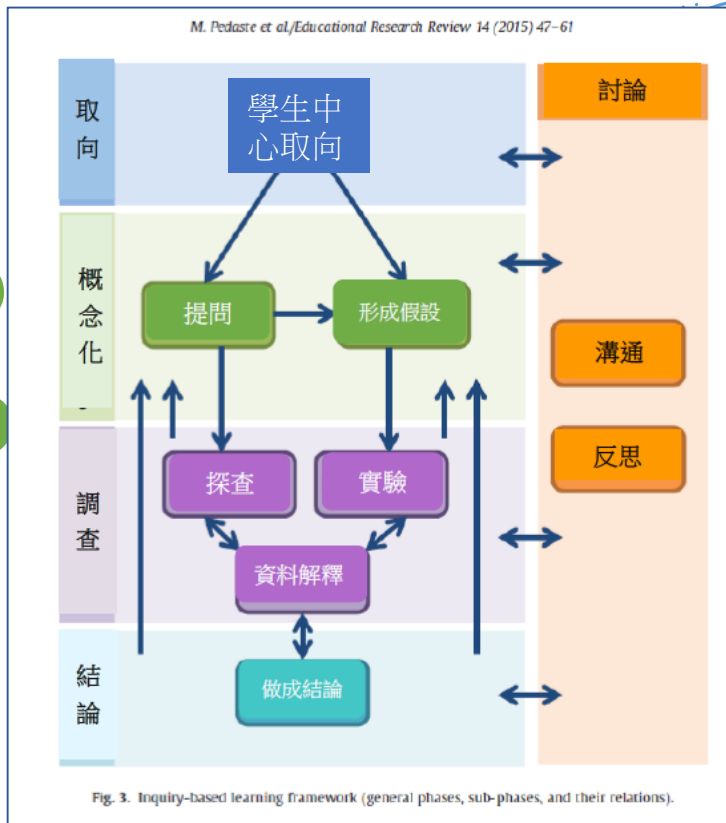 M. Pedaste et al./Educational Research Review 14 (2015) 47–61
取
向
學生中
心取向
討論
概
念
化
提問
形成假設
溝通
反思
調
查
探查
實驗
資料解釋
結
論
做成結論
Fig. 3. Inquiry-based learning framework (general phases, sub-phases, and their relations).